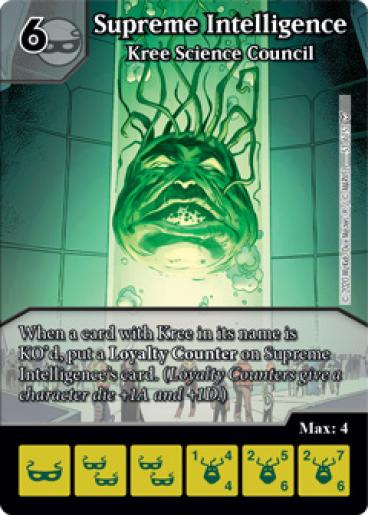 6
Supreme Intelligence
Kree Science Council
When a card with Kree in its name is
KO'd, put a Loyalty Counter on Supreme
Intelligence's card. (Loyalty Counters give a
character die +1A and +1D.)
Max: 4
1 4 4
2 5 6
2 7 6